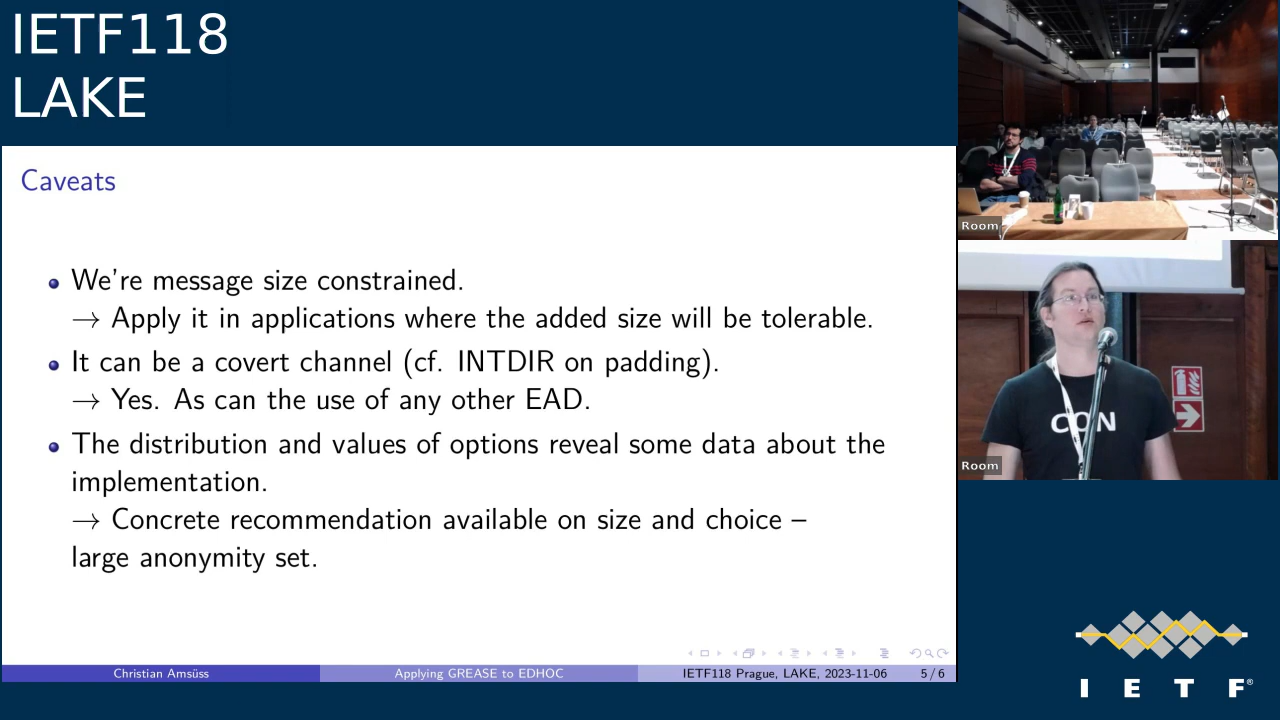 IETF118
LAKE
Caveats
We're message size constrained.
→ Apply it in applications where the added size will be tolerable.
It can be a covert channel (cf. INTDIR on padding).
→ Yes. As can the use of any other EAD.
The distribution and values of options reveal some data about the
implementation.
→ Concrete recommendation available on size and choice –
large anonymity set.
Christian Amsüss
Applying GREASE to EDHOC
IETF118 Prague, LAKE, 2023-11-06
5 / 6
Room
CON
Room
I E T F®